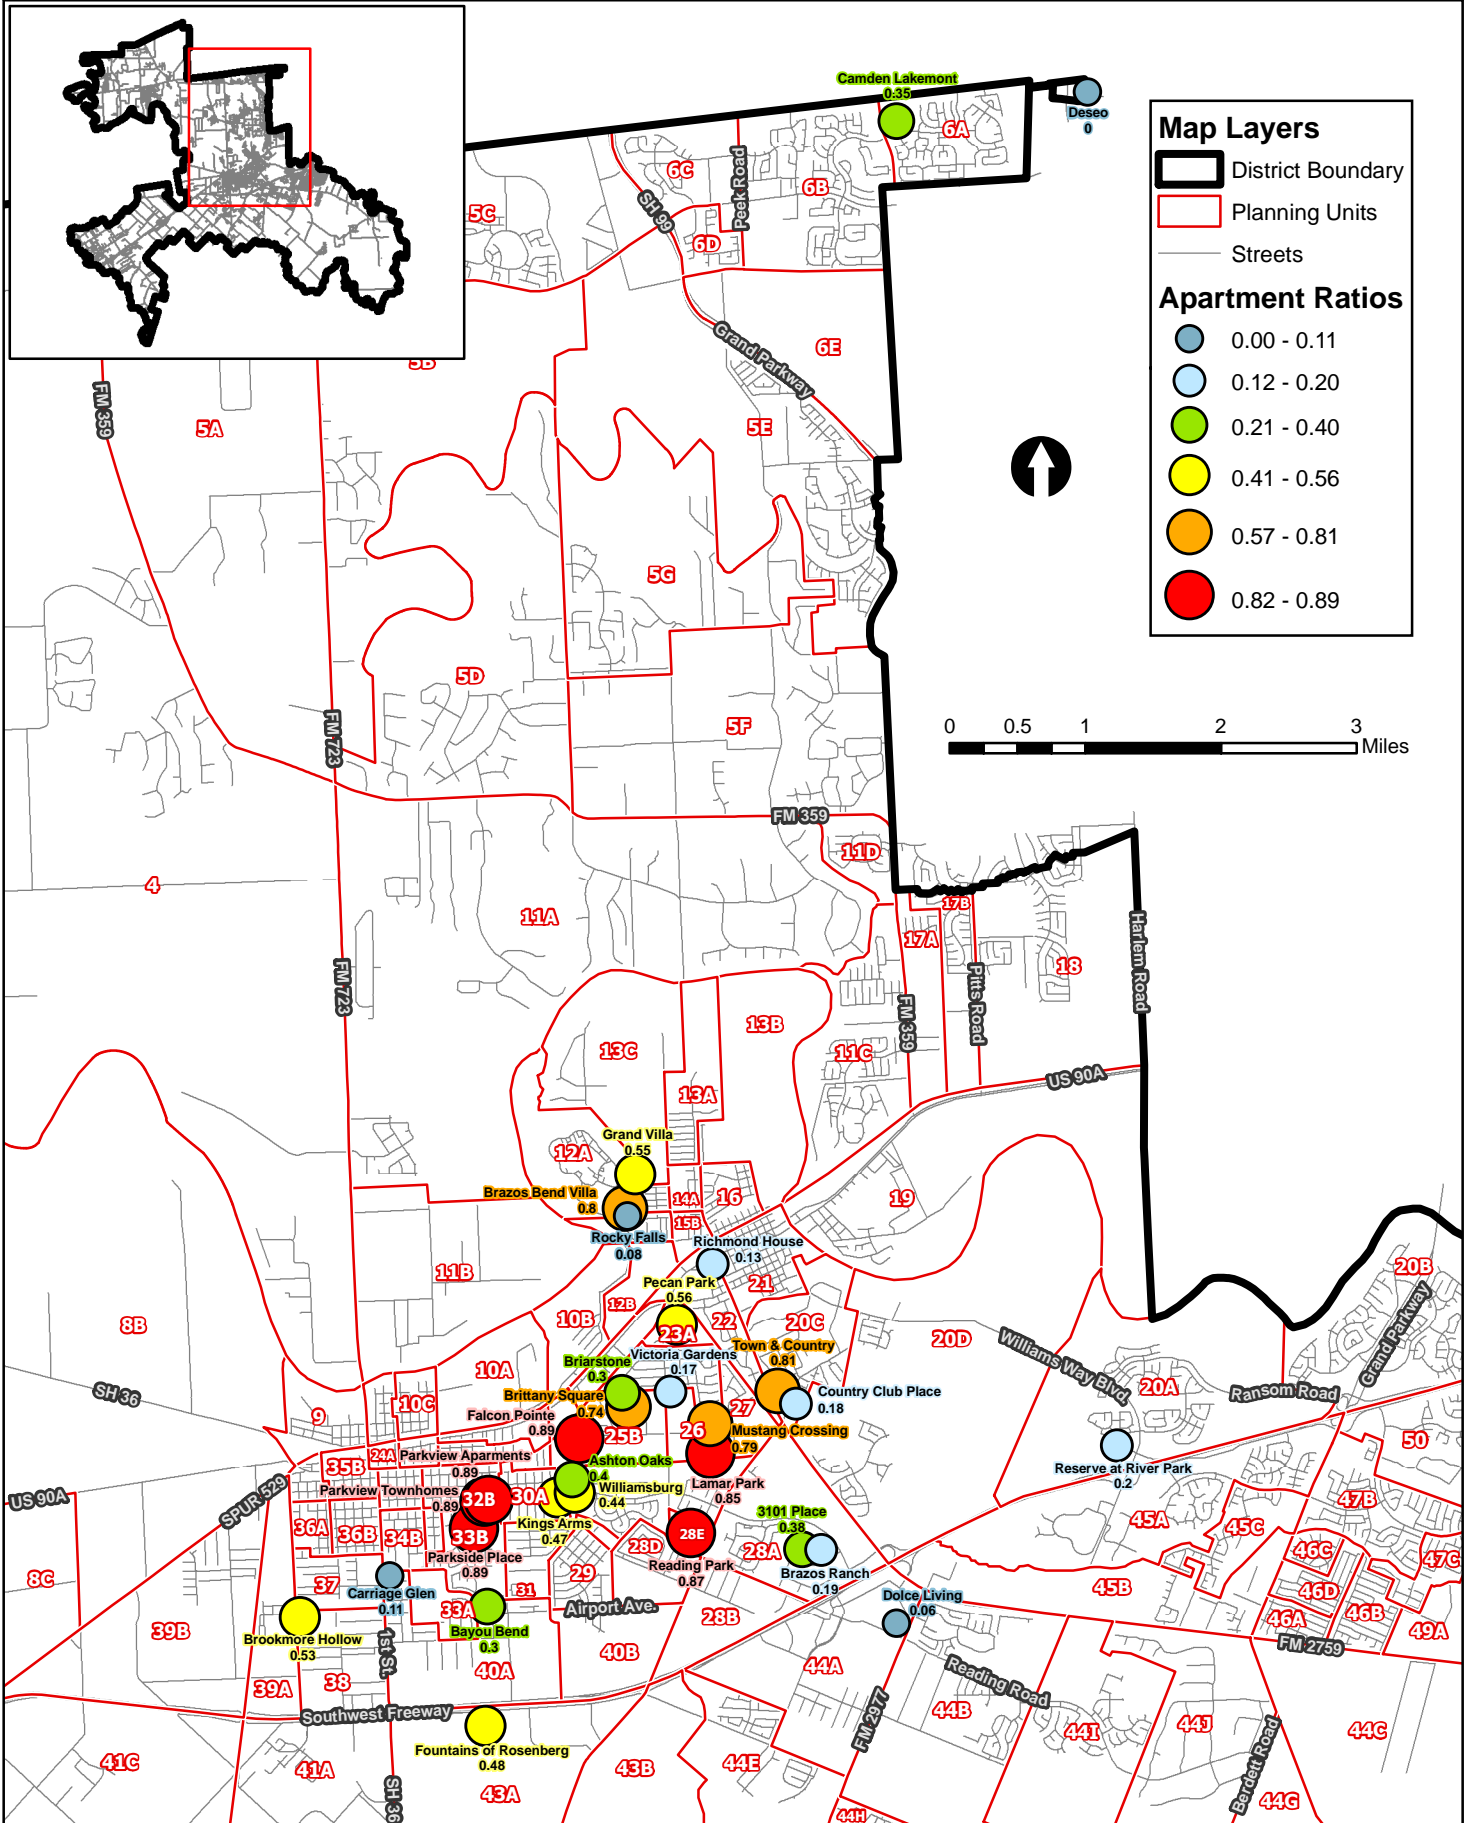 Camden Lakemont
0.35
Deseo
0
Map Layers
District Boundary
Planning Units
Streets
Apartment Ratios
0.00 - 0.11
0.12 - 0.20
0.21 - 0.40
0.41 - 0.56
0.57 - 0.81
0.82 - 0.89
0 0.5 1 2 3
Miles
6A
6B
6C
6D
Peek Road
SH 99
5C
5B
6E
Grand Parkway
FM 359
5A
5E
5G
5D
5F
FM 723
FM 359
11D
4
11A
17B
17A
18
Harlem Road
Pitts Road
FM 359
FM 723
13B
13C
11C
13A
US 90A
Grand Villa
0.55
12A
Brazos Bend Villa
0.8
14A
16
15B
19
Rocky Falls
0.08
Richmond House
0.13
11B
Pecan Park
0.56
21
20B
8B
10B
12B
22
20C
23A
20D
Williams Way Blvd
Grand Parkway
Town & Country
0.81
Victoria Gardens
0.17
Briarstone
0.3
10A
20A
Ransom Road
SH 36
Country Club Place
0.18
Brittany Square
0.74
10C
9
Falcon Pointe
0.89
25B
26
27
Mustang Crossing
0.79
50
24A
Parkview Aparments
0.89
35B
Ashton Oaks
0.4
Lamar Park
0.85
Reserve at River Park
0.2
Parkview Townhomes
0.89
32B
30A
Williamsburg
0.44
US 90A
SPUR 529
47B
36A
36B
34B
33B
Kings Arms
0.47
3101 Place
0.38
45A
45C
28D
28E
28A
46C
47C
Parkside Place
0.89
Reading Park
0.87
Brazos Ranch
0.19
8C
37
Carriage Glen
0.11
29
31
45B
46D
Dolce Living
0.06
33A
Airport Ave.
28B
46A
46B
49A
39B
Brookmore Hollow
0.53
Bayou Bend
0.3
FM 2759
1st St.
40B
40A
44A
39A
38
Reading Road
Southwest Freeway
44B
44I
44J
44C
FM 2977
Fountains of Rosenberg
0.48
41C
41A
43B
44E
Berdett Road
43A
SH 36
44G
44H